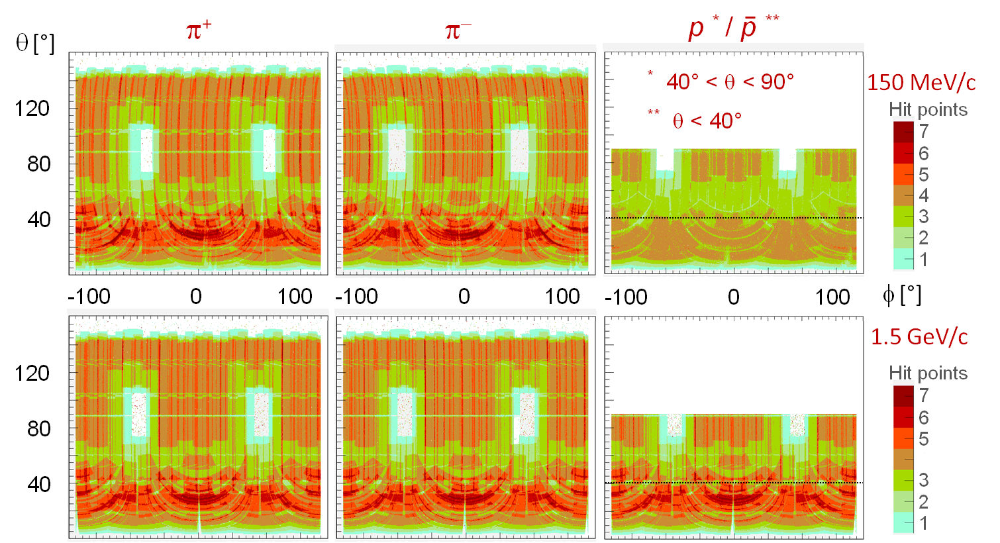 π⁺ π⁻ p * / p̄ **
θ [°]
* 40° < θ < 90°
** θ < 40°
150 MeV/c
Hit points
7
6
5
4
3
2
1
120
80
40
-100 0 100 -100 0 100 -100 0 100 ϕ [°]
1.5 GeV/c
Hit points
7
6
5
3
2
1
120
80
40